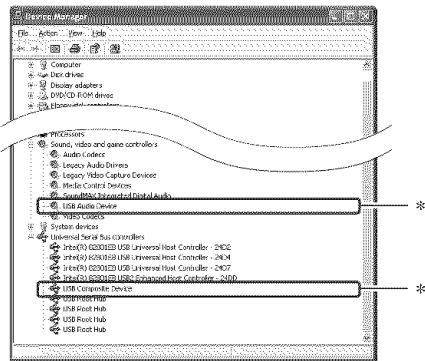 Device Manager
File Action View Help
Computer
Disk drives
Display adapters
DVD/CD-ROM drives
Floppy disk controllers
Processors
Sound, video and game controllers
Audio Codecs
Legacy Audio Drivers
Legacy Video Capture Devices
Media Control Devices
SoundMAX Integrated Digital Audio
USB Audio Device
*
Video Codecs
System devices
Universal Serial Bus controllers
Intel(R) 82801EB USB Universal Host Controller - 24D2
Intel(R) 82801EB USB Universal Host Controller - 24D4
Intel(R) 82801EB USB Universal Host Controller - 24D7
Intel(R) 82801EB USB2 Enhanced Host Controller - 24DD
USB Composite Device
*
USB Root Hub
USB Root Hub
USB Root Hub
USB Root Hub